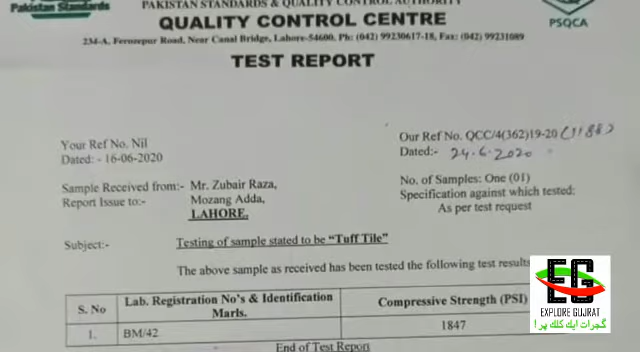 Pakistan Standards
PAKISTAN STANDARDS & QUALITY CONTROL AUTHORITY
QUALITY CONTROL CENTRE
PSQCA
234-A, Ferozepur Road, Near Canal Bridge, Lahore-54600, Ph: (042) 99230617-18, Fax: (042) 99231089
TEST REPORT
Your Ref No. Nil
Dated: - 16-06-2020
Our Ref No. QCC/4(362)19-20 (1188)
Dated:- 24.6.2020
Sample Received from:- Mr. Zubair Raza,
Report Issue to:- Mozang Adda,
LAHORE.
No. of Samples: One (01)
Specification against which tested:
As per test request
Subject:- Testing of sample stated to be “Tuff Tile”
The above sample as received has been tested the following test results
S. No
Lab. Registration No's & Identification
Marls.
Compressive Strength (PSI)
1.
BM/42
1847
End of Test Report
EG
EXPLORE GUJRAT
گجرات ایک کلک پر!